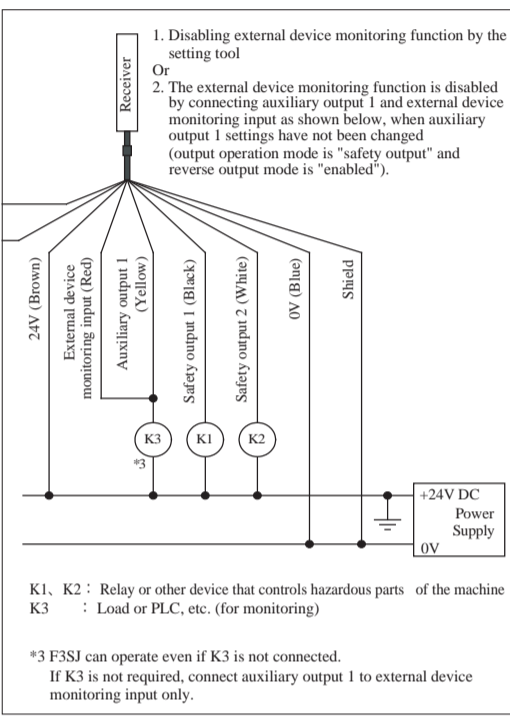 1. Disabling external device monitoring function by the
setting tool
Or
2. The external device monitoring function is disabled
by connecting auxiliary output 1 and external device
monitoring input as shown below, when auxiliary
output 1 settings have not been changed
(output operation mode is "safety output" and
reverse output mode is "enabled").
Receiver
24V (Brown)
External device
monitoring input (Red)
Auxiliary output 1
(Yellow)
Safety output 1 (Black)
Safety output 2 (White)
0V (Blue)
Shield
K3
K1
K2
*3
+24V DC
Power
Supply
0V
K1、K2： Relay or other device that controls hazardous parts of the machine
K3 ： Load or PLC, etc. (for monitoring)
*3 F3SJ can operate even if K3 is not connected.
If K3 is not required, connect auxiliary output 1 to external device
monitoring input only.